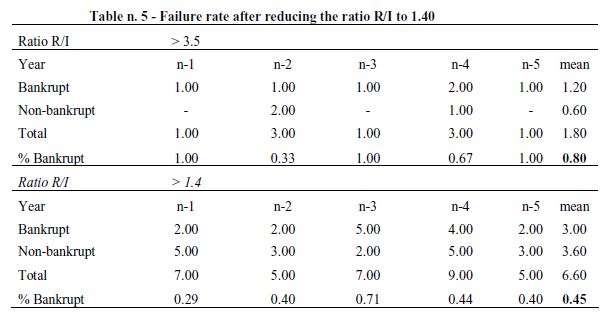 Table n. 5 - Failure rate after reducing the ratio R/I to 1.40
Ratio R/I > 3.5
Year n-1 n-2 n-3 n-4 n-5 mean
Bankrupt 1.00 1.00 1.00 2.00 1.00 1.20
Non-bankrupt - 2.00 - 1.00 - 0.60
Total 1.00 3.00 1.00 3.00 1.00 1.80
% Bankrupt 1.00 0.33 1.00 0.67 1.00 0.80
Ratio R/I > 1.4
Year n-1 n-2 n-3 n-4 n-5 mean
Bankrupt 2.00 2.00 5.00 4.00 2.00 3.00
Non-bankrupt 5.00 3.00 2.00 5.00 3.00 3.60
Total 7.00 5.00 7.00 9.00 5.00 6.60
% Bankrupt 0.29 0.40 0.71 0.44 0.40 0.45